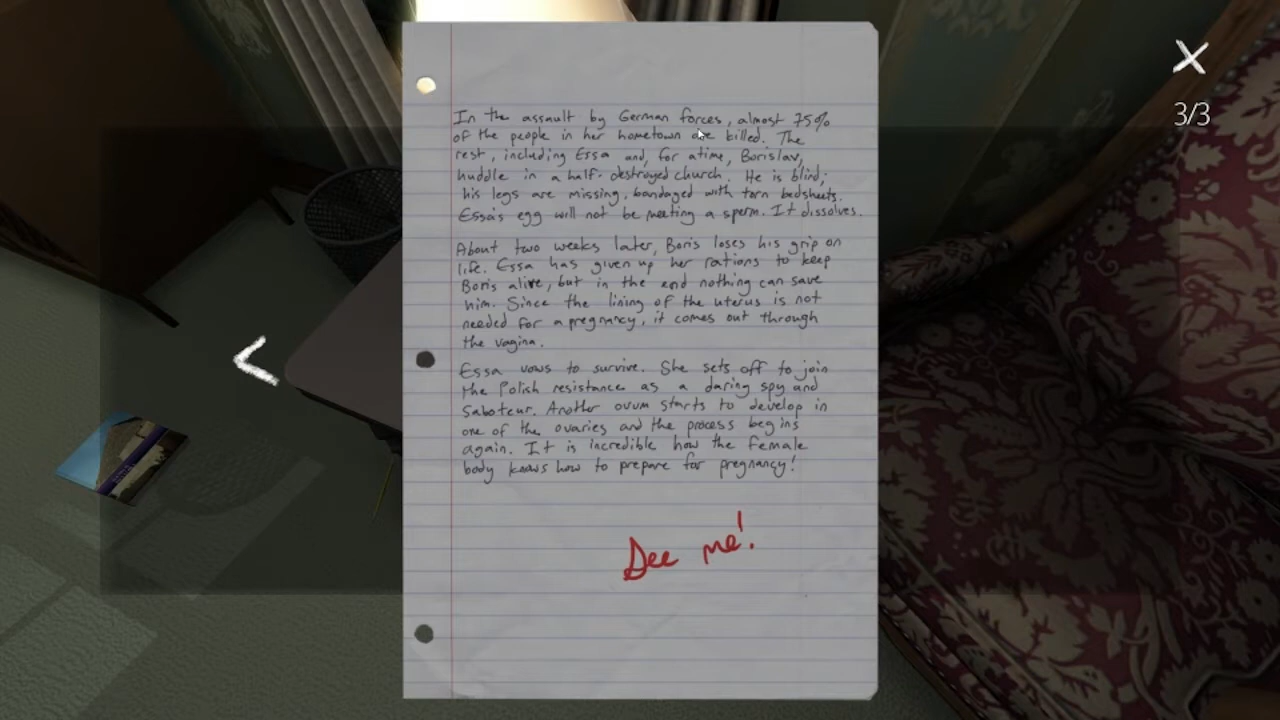 3/3
In the assault by German forces, almost 75%
of the people in her hometown are killed. The
rest, including Essa and, for a time, Borislav,
huddle in a half-destroyed church. He is blind;
his legs are missing, bandaged with torn bedsheets.
Essa's egg will not be meeting a sperm. It dissolves.
About two weeks later, Boris loses his grip on
life. Essa has given up her rations to keep
Boris alive, but in the end nothing can save
him. Since the lining of the uterus is not
needed for a pregnancy, it comes out through
the vagina.
Essa vows to survive. She sets off to join
the Polish resistance as a daring spy and
saboteur. Another ovum starts to develop in
one of the ovaries and the process begins
again. It is incredible how the female
body knows how to prepare for pregnancy!
See me!